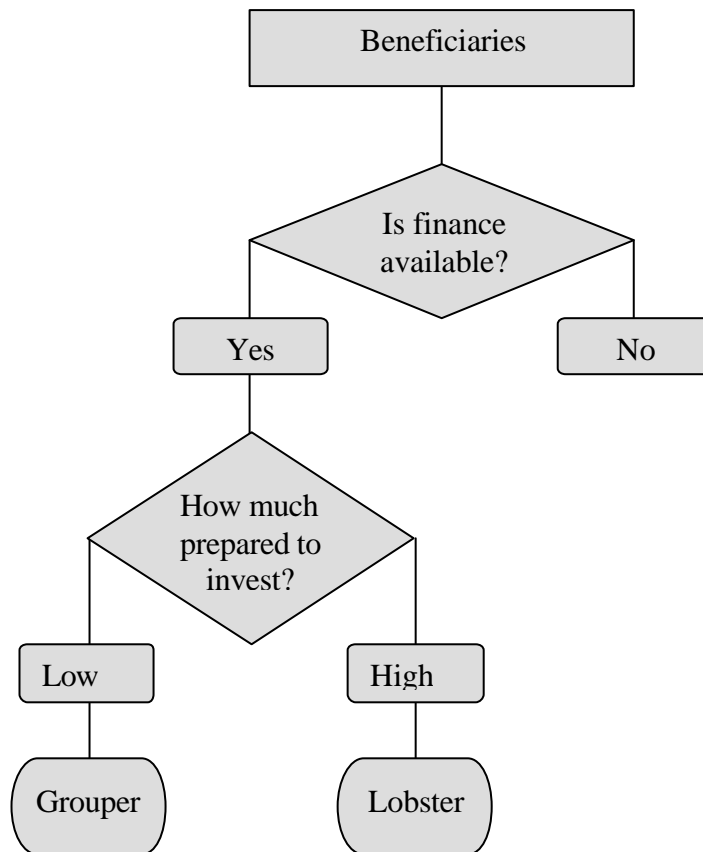 Beneficiaries
Is finance
available?
Yes
No
How much
prepared to
invest?
Low
High
Grouper
Lobster